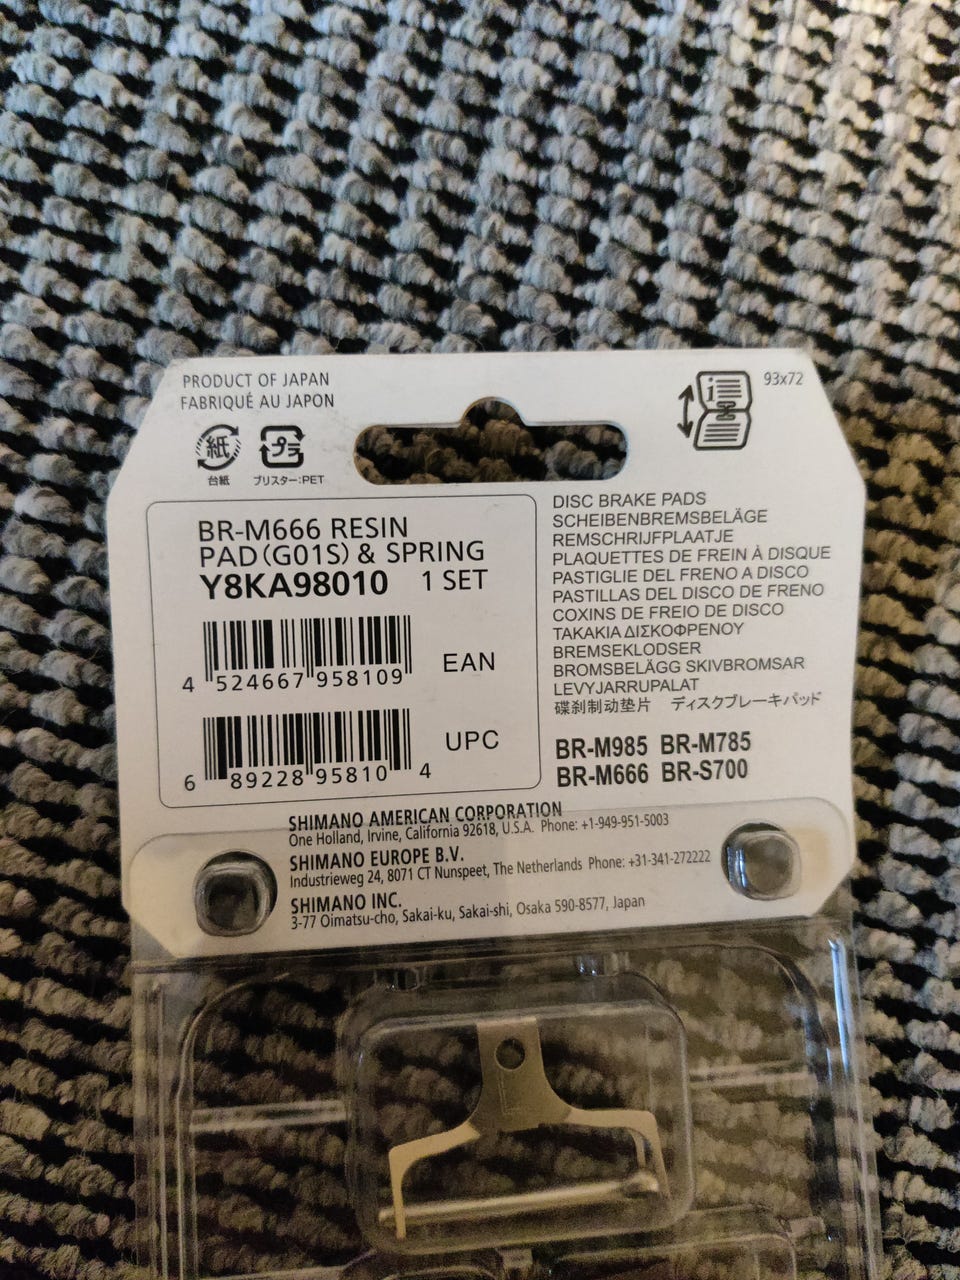 PRODUCT OF JAPAN
FABRIQUÉ AU JAPON
93x72
紙
プラ
台紙
ブリスター:PET
BR-M666 RESIN
PAD(G01S) & SPRING
Y8KA98010 1 SET
4 524667 958109
EAN
6 89228 95810 4
UPC
DISC BRAKE PADS
SCHEIBENBREMSBELÄGE
REMSCHRIJFPLAATJE
PLAQUETTES DE FREIN À DISQUE
PASTIGLIE DEL FRENO A DISCO
PASTILLAS DEL DISCO DE FRENO
COXINS DE FREIO DE DISCO
ΤΑΚΑΚΙΑ ΔΙΣΚΟΦΡΕΝΟΥ
BREMSEKLODSER
BROMSBELÄGG SKIVBROMSAR
LEVYJARRUPALAT
碟刹制动垫片 ディスクブレーキパッド
BR-M985 BR-M785
BR-M666 BR-S700
SHIMANO AMERICAN CORPORATION
One Holland, Irvine, California 92618, U.S.A. Phone: +1-949-951-5003
SHIMANO EUROPE B.V.
Industrieweg 24, 8071 CT Nunspeet, The Netherlands Phone: +31-341-272222
SHIMANO INC.
3-77 Oimatsu-cho, Sakai-ku, Sakai-shi, Osaka 590-8577, Japan
L